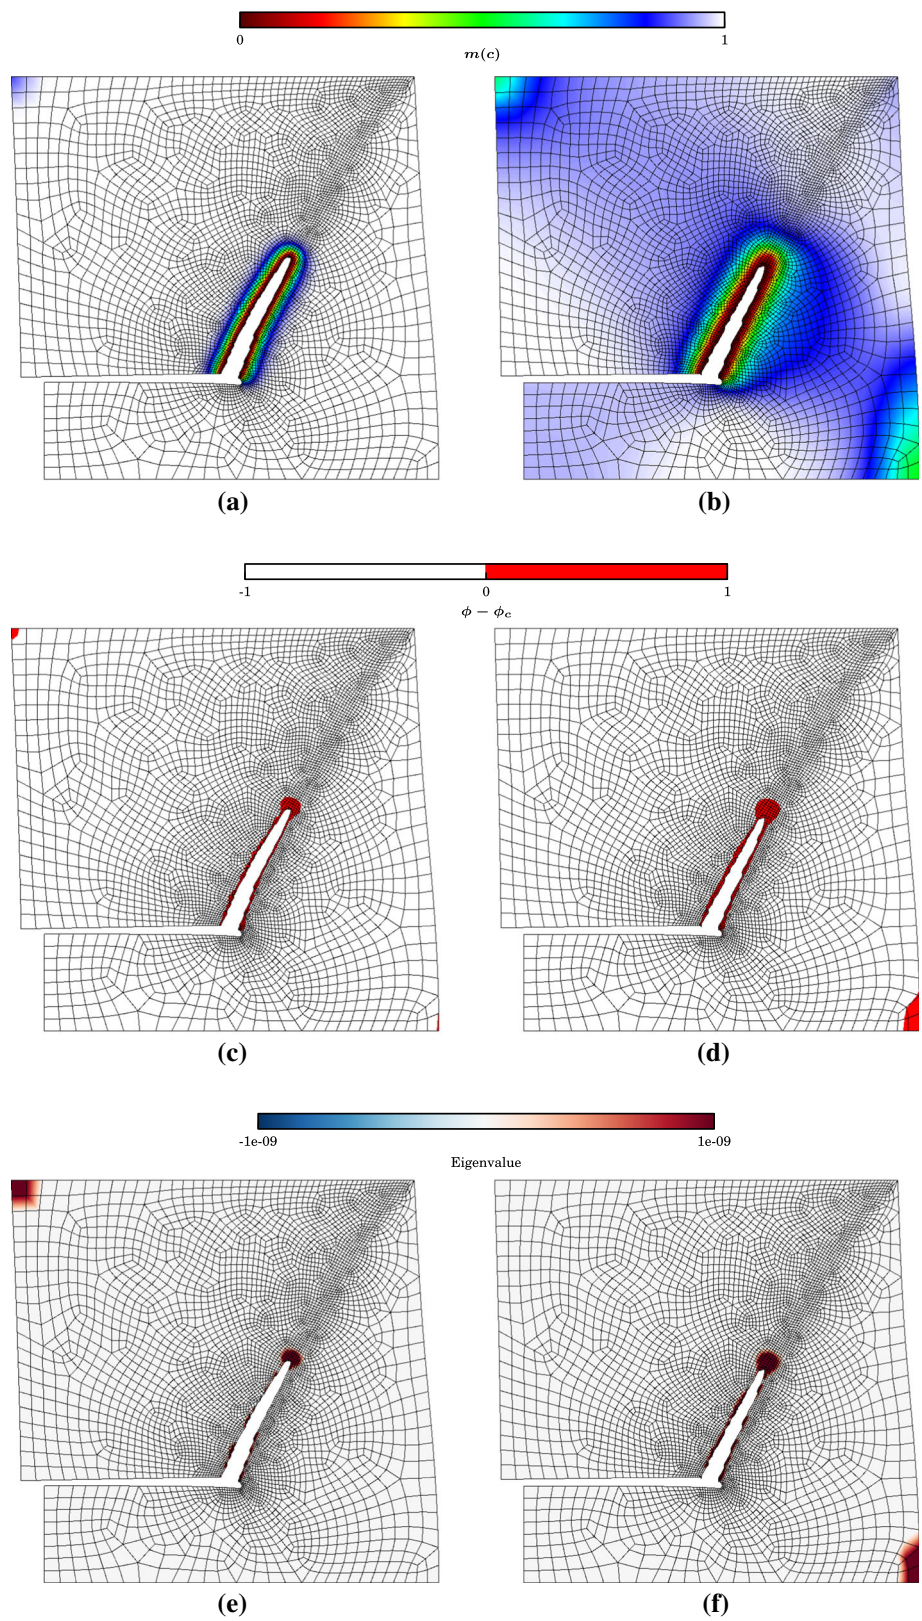 0 1
m(c)
(a) (b)
-1 0 1
ϕ − ϕc
(c) (d)
-1e-09 1e-09
Eigenvalue
(e) (f)